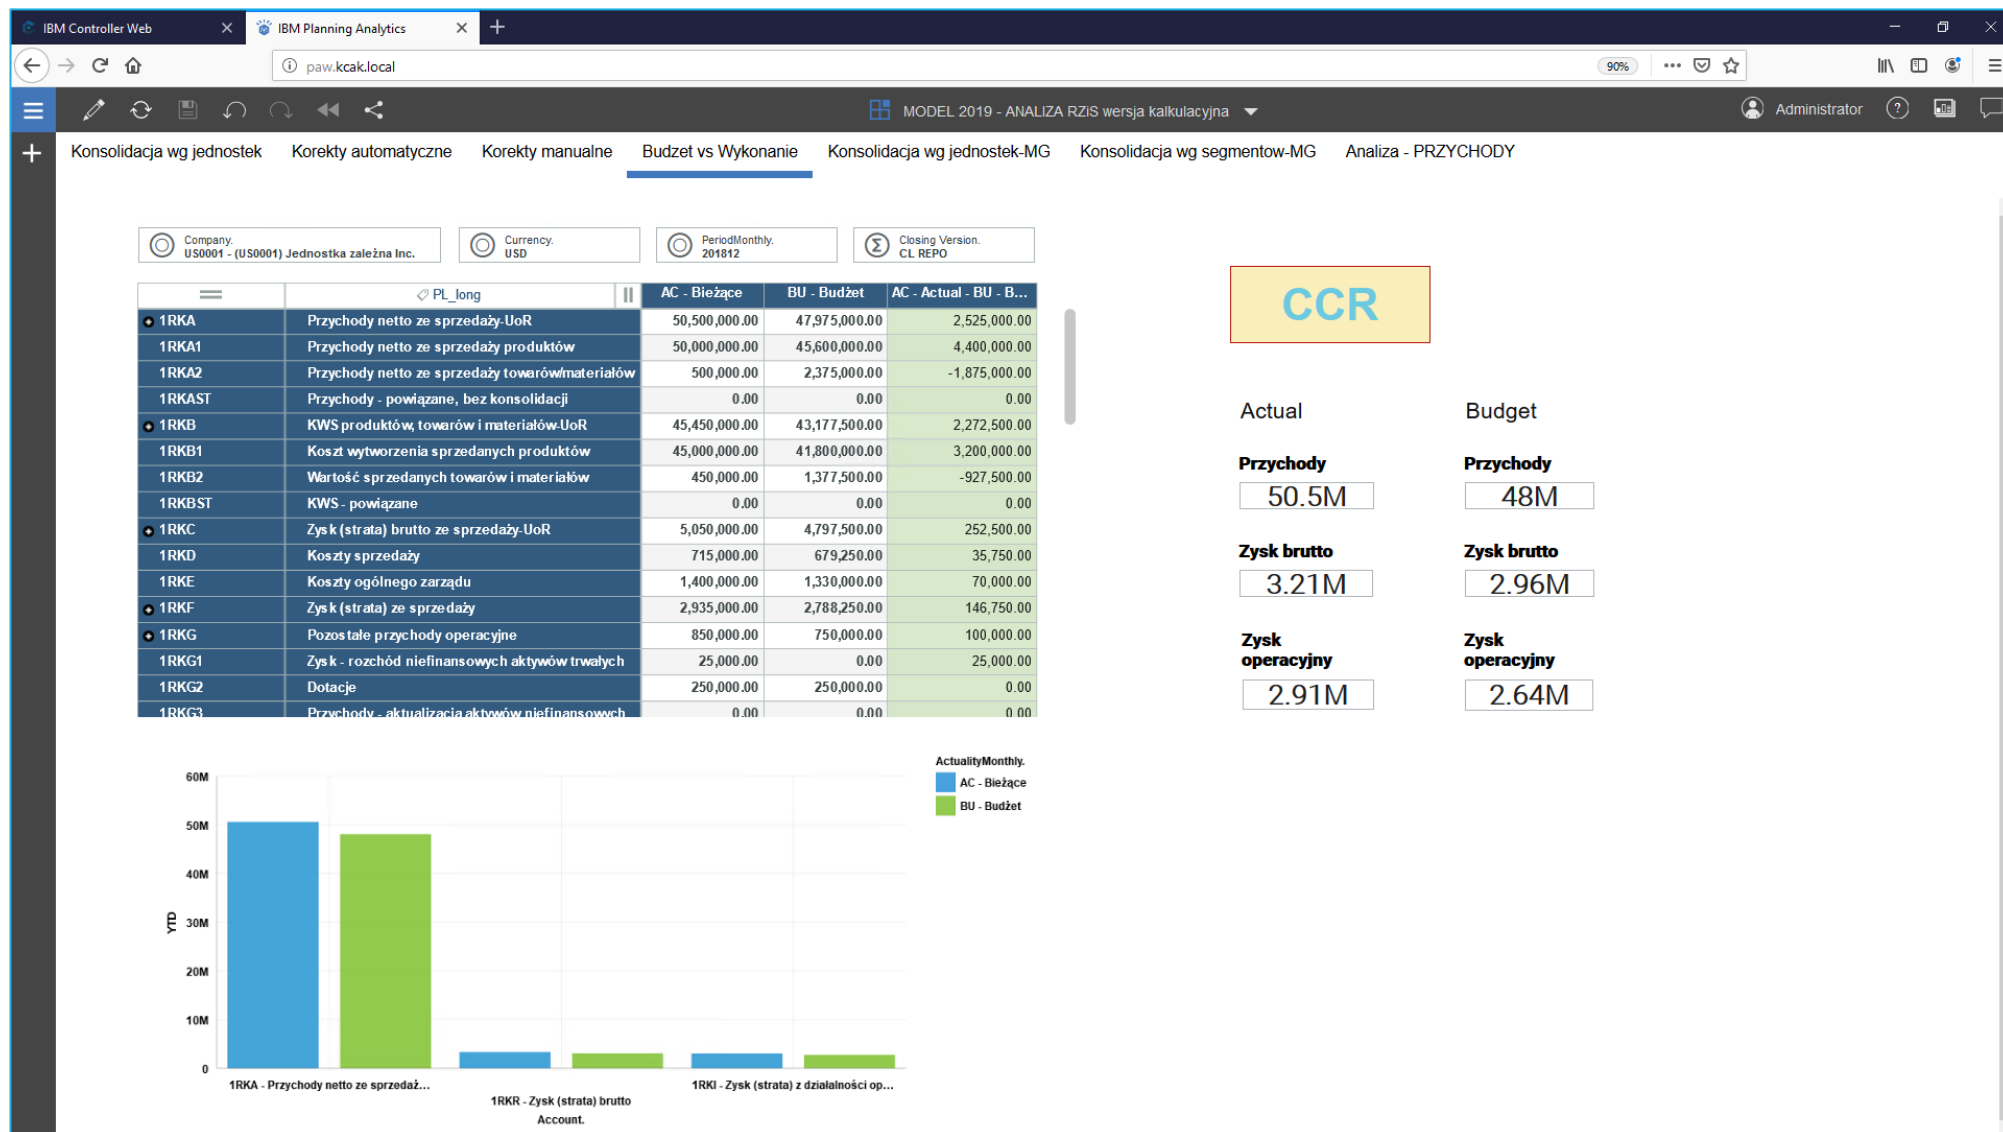 IBM Controller Web
IBM Planning Analytics
paw.kcak.local
90%
MODEL 2019 - ANALIZA RZiS wersja kalkulacyjna
Administrator
Konsolidacja wg jednostek Korekty automatyczne Korekty manualne Budzet vs Wykonanie Konsolidacja wg jednostek-MG Konsolidacja wg segmentow-MG Analiza - PRZYCHODY
Company. Currency. PeriodMonthly. Closing Version.
US0001 - (US0001) Jednostka zależna Inc. USD 201812 CL REPO
PL_long AC - Bieżące BU - Budżet AC - Actual - BU - B...
1RKA Przychody netto ze sprzedaży-UoR 50,500,000.00 47,975,000.00 2,525,000.00
1RKA1 Przychody netto ze sprzedaży produktów 50,000,000.00 45,600,000.00 4,400,000.00
1RKA2 Przychody netto ze sprzedaży towarów/materiałów 500,000.00 2,375,000.00 -1,875,000.00
1RKAST Przychody - powiązane, bez konsolidacji 0.00 0.00 0.00
1RKB KWS produktów, towarów i materiałów-UoR 45,450,000.00 43,177,500.00 2,272,500.00
1RKB1 Koszt wytworzenia sprzedanych produktów 45,000,000.00 41,800,000.00 3,200,000.00
1RKB2 Wartość sprzedanych towarów i materiałów 450,000.00 1,377,500.00 -927,500.00
1RKBST KWS - powiązane 0.00 0.00 0.00
1RKC Zysk (strata) brutto ze sprzedaży-UoR 5,050,000.00 4,797,500.00 252,500.00
1RKD Koszty sprzedaży 715,000.00 679,250.00 35,750.00
1RKE Koszty ogólnego zarządu 1,400,000.00 1,330,000.00 70,000.00
1RKF Zysk (strata) ze sprzedaży 2,935,000.00 2,788,250.00 146,750.00
1RKG Pozostałe przychody operacyjne 850,000.00 750,000.00 100,000.00
1RKG1 Zysk - rozchód niefinansowych aktywów trwałych 25,000.00 0.00 25,000.00
1RKG2 Dotacje 250,000.00 250,000.00 0.00
1RKG3 Przychody - aktualizacja aktywów niefinansowych 0.00 0.00 0.00
CCR
Actual Budget
Przychody Przychody
50.5M 48M
Zysk brutto Zysk brutto
3.21M 2.96M
Zysk Zysk
operacyjny operacyjny
2.91M 2.64M
ActualityMonthly.
AC - Bieżące
BU - Budżet
60M
50M
40M
30M
20M
10M
0
YTD
1RKA - Przychody netto ze sprzedaż... 1RKI - Zysk (strata) z działalności op...
1RKR - Zysk (strata) brutto
Account.